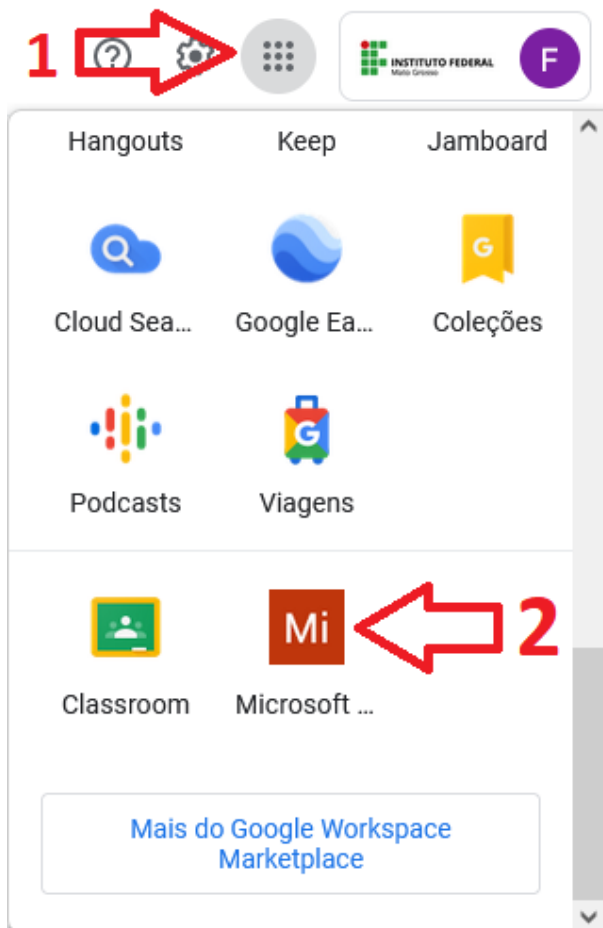 1
INSTITUTO FEDERAL
Mato Grosso
F
Hangouts Keep Jamboard
G
Cloud Sea... Google Ea... Coleções
G
Podcasts Viagens
Mi
2
Classroom Microsoft ...
Mais do Google Workspace
Marketplace